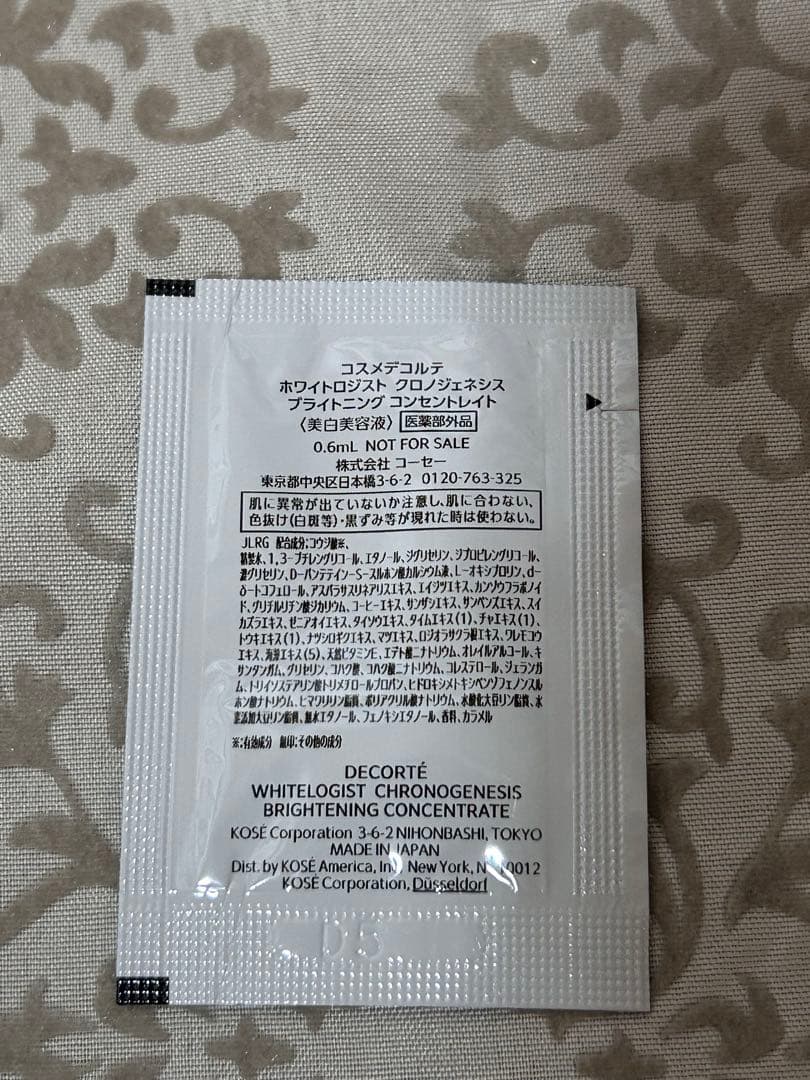 コスメデコルテ
ホワイトロジスト クロノジェネシス
ブライトニング コンセントレイト
〈美白美容液〉 医薬部外品
0.6mL NOT FOR SALE
株式会社 コーセー
東京都中央区日本橋3-6-2 0120-763-325
肌に異常が出ていないか注意し、肌に合わない、
色抜け(白斑等)・黒ずみ等が現れた時は使わない。
JLRG 配合成分:コウジ酸※、
精製水、1,3-ブチレングリコール、エタノール、ジグリセリン、ジプロピレングリコール、
濃グリセリン、D-パンテテイン-S-スルホン酸カルシウム液、L-オキシプロリン、d-
δ-トコフェロール、アスパラサスリネアリスエキス、エイジツエキス、カンゾウフラボノイ
ド、グリチルリチン酸ジカリウム、コーヒーエキス、サンザシエキス、サンペンズエキス、スイ
カズラエキス、ゼニアオイエキス、タイソウエキス、タイムエキス(1)、チャエキス(1)、
トウキエキス(1)、ナツシロギクエキス、マツエキス、ロジオラサクラ根エキス、ワレモコウ
エキス、海藻エキス(5)、天然ビタミンE、エデト酸二ナトリウム、オレイルアルコール、キ
サンタンガム、グリセリン、コハク酸、コハク酸二ナトリウム、コレステロール、ジェランガ
ム、トリイソステアリン酸トリメチロールプロパン、ヒドロキシメトキシベンゾフェノンスル
ホン酸ナトリウム、ヒマワリリン脂質、ポリアクリル酸ナトリウム、水酸化大豆リン脂質、水
素添加大豆リン脂質、無水エタノール、フェノキシエタノール、香料、カラメル
※:有効成分 無印:その他の成分
DECORTÉ
WHITELOGIST CHRONOGENESIS
BRIGHTENING CONCENTRATE
KOSÉ Corporation 3-6-2 NIHONBASHI, TOKYO
MADE IN JAPAN
Dist. by KOSÉ America, Inc. New York, NY 10012
KOSÉ Corporation, Düsseldorf
D5